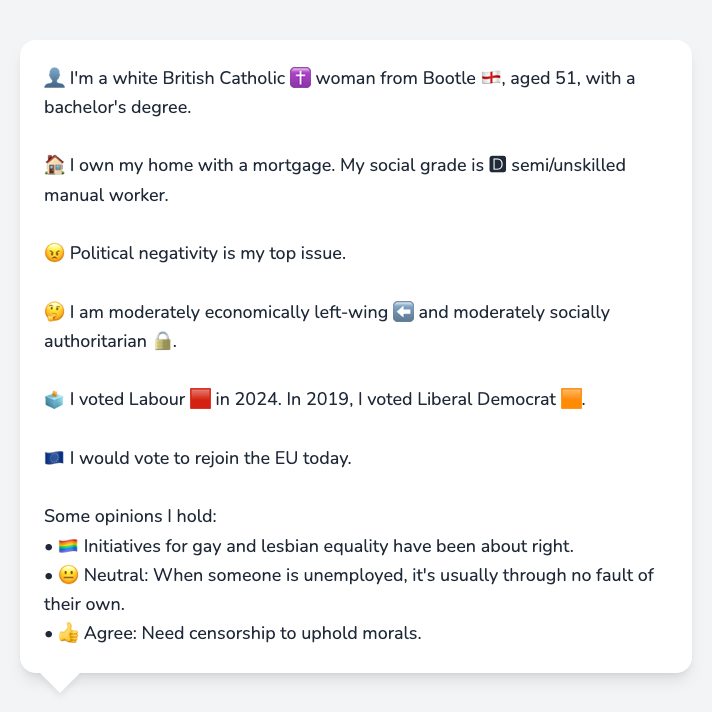 👤 I'm a white British Catholic ✝️ woman from Bootle 🏴󠁧󠁢󠁥󠁮󠁧󠁿, aged 51, with a
bachelor's degree.
🏠 I own my home with a mortgage. My social grade is 🅳 semi/unskilled
manual worker.
😠 Political negativity is my top issue.
🤔 I am moderately economically left-wing ⬅️ and moderately socially
authoritarian 🔒.
🗳️ I voted Labour 🟥 in 2024. In 2019, I voted Liberal Democrat 🟧.
🇪🇺 I would vote to rejoin the EU today.
Some opinions I hold:
• 🏳️‍🌈 Initiatives for gay and lesbian equality have been about right.
• 😐 Neutral: When someone is unemployed, it's usually through no fault of
their own.
• 👍 Agree: Need censorship to uphold morals.